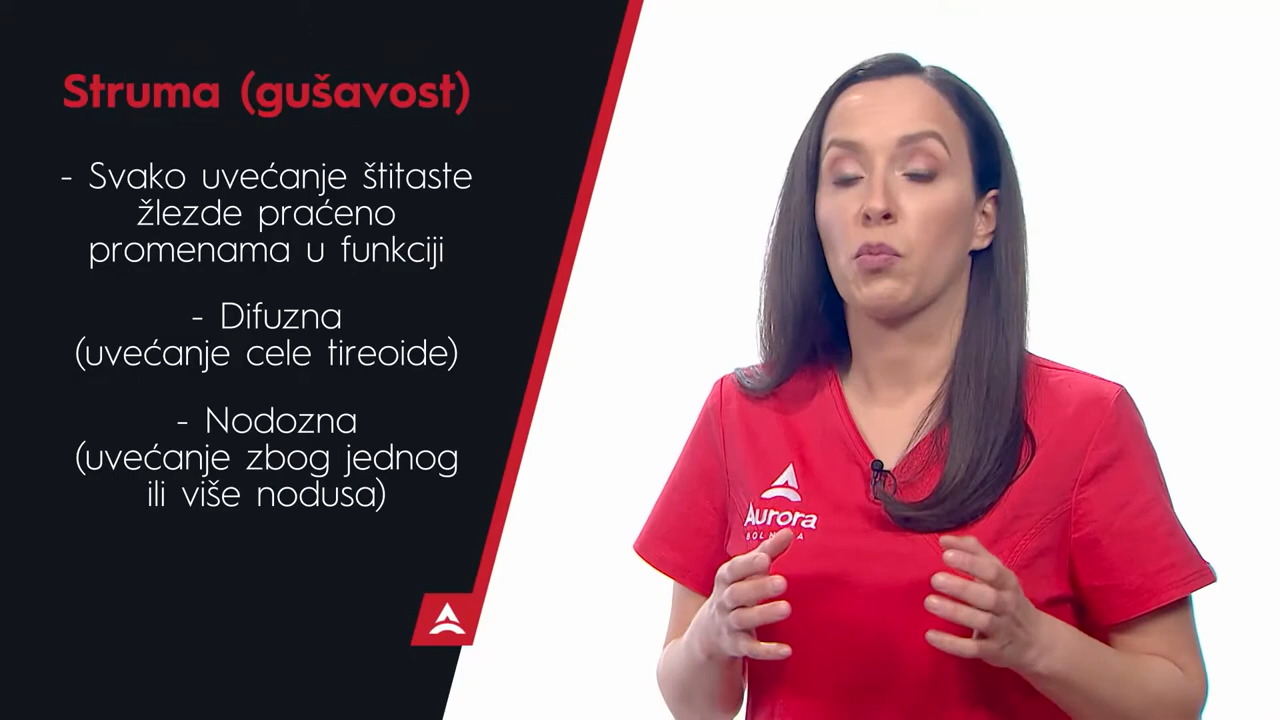 Struma (gušavost)
- Svako uvećanje štitaste
žlezde praćeno
promenama u funkciji
- Difuzna
(uvećanje cele tireoide)
- Nodozna
(uvećanje zbog jednog
ili više nodusa)
Aurora